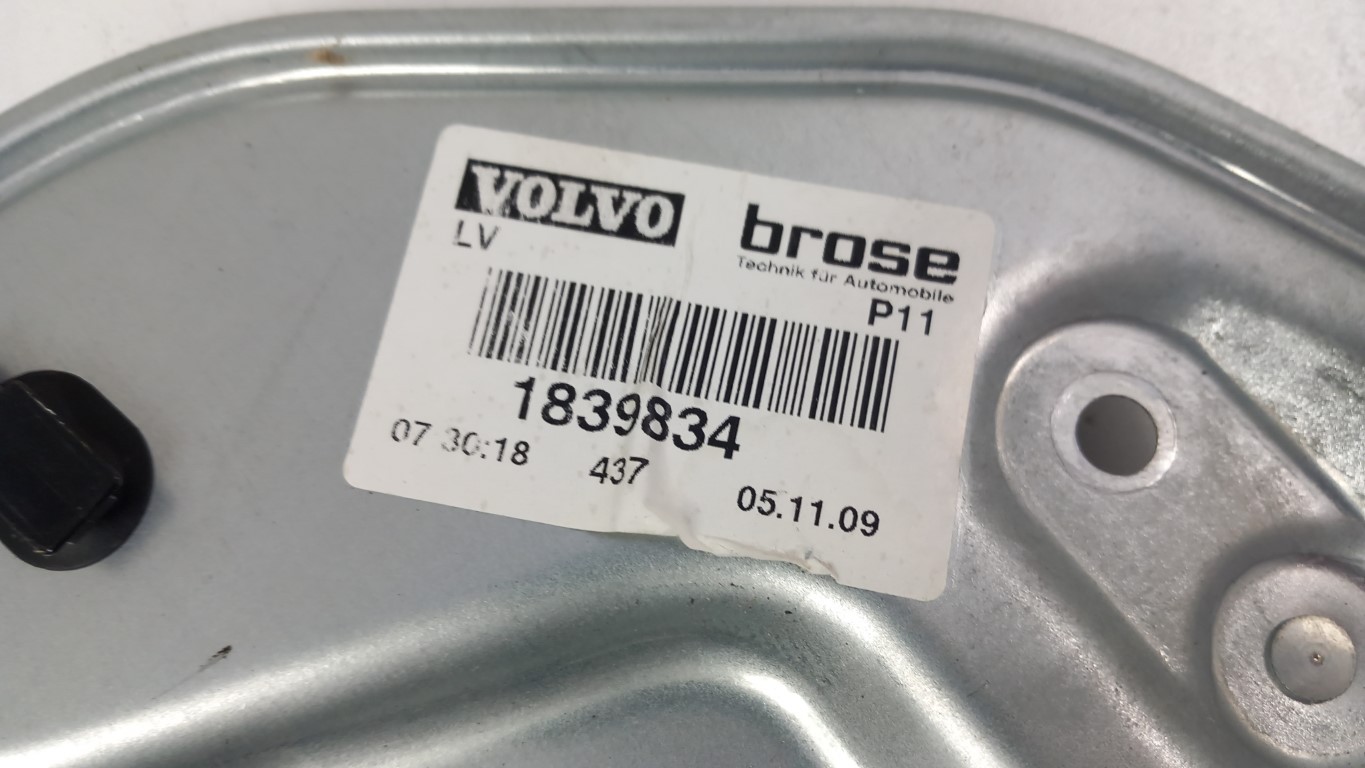 VOLVO
LV
brose
Technik für Automobile
P11
1839834
07 30:18 437 05.11.09